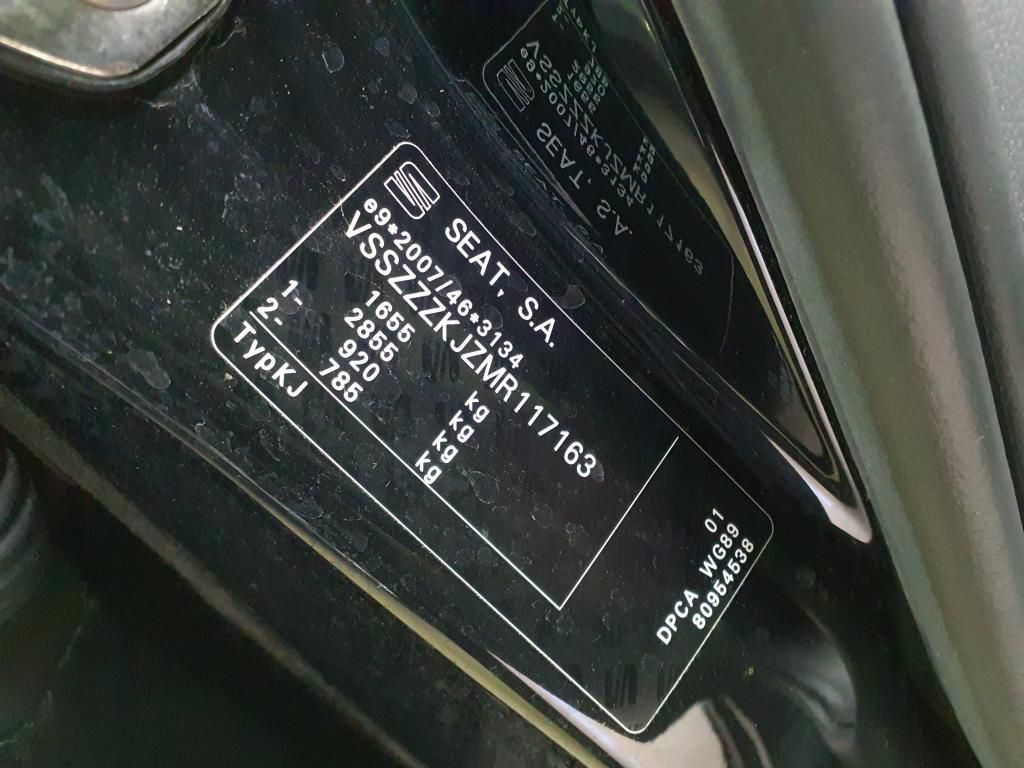 SEAT, S.A.
e9*2007/46*3134
VSSZZZKJZMR117163
1655 kg
2855 kg
1- 920 kg
2- 785 kg
TypKJ
DPCA WG89 01
80954538